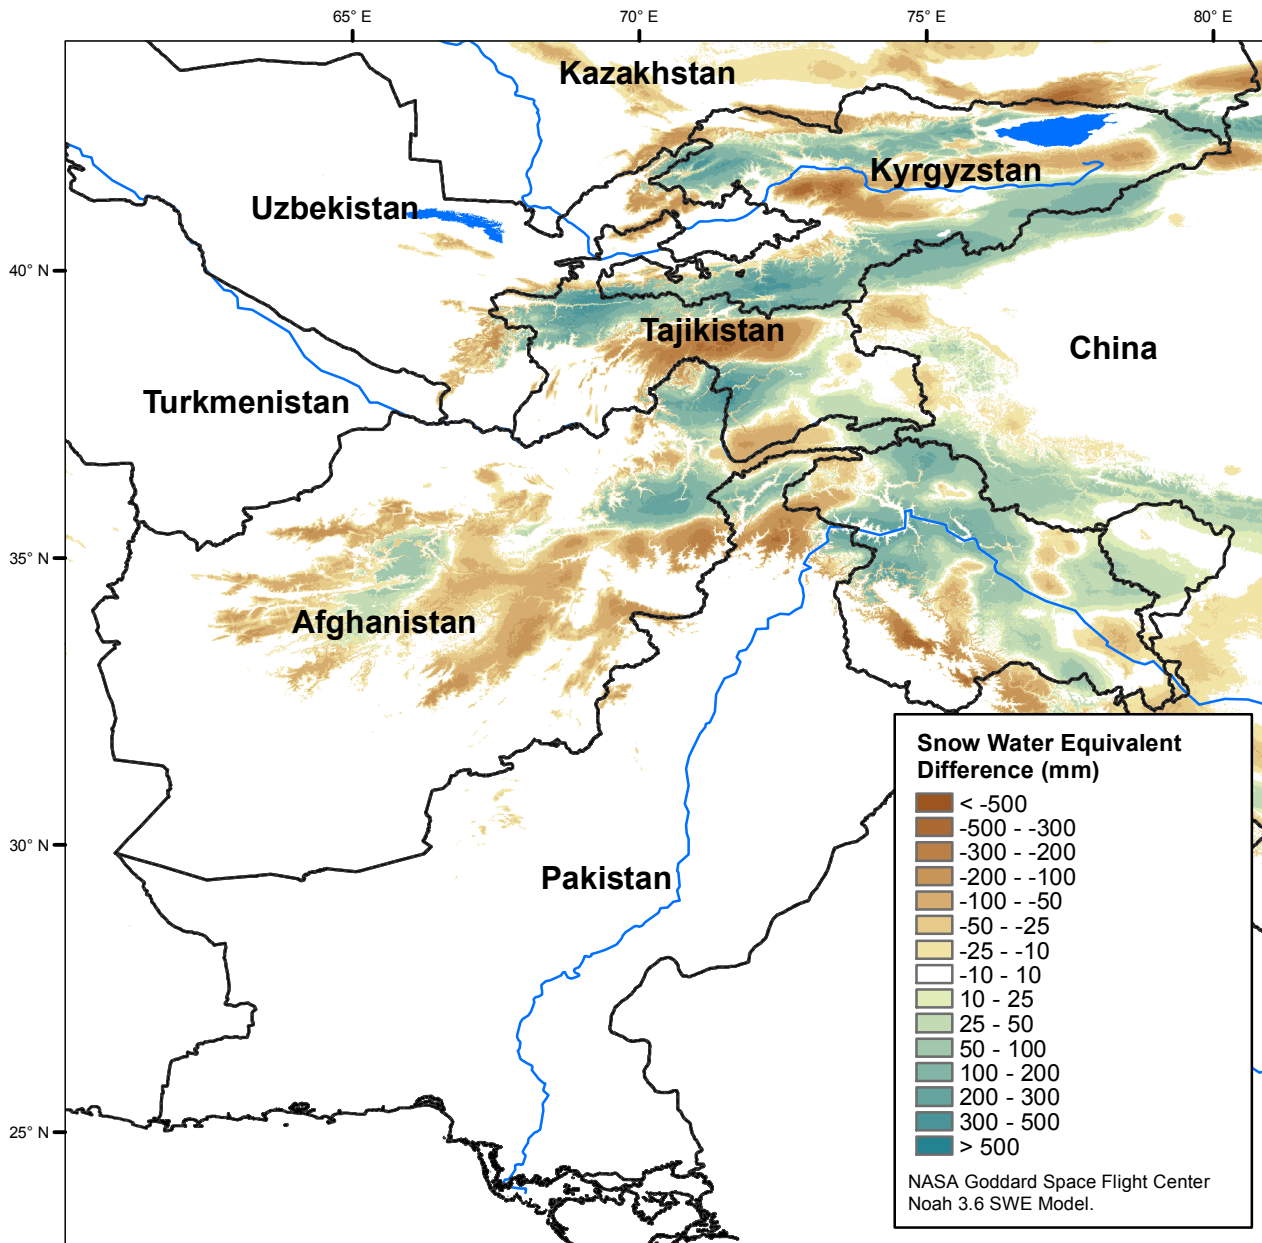 65° E
70° E
75° E
80° E
Kazakhstan
Kyrgyzstan
Uzbekistan
40° N
Tajikistan
China
Turkmenistan
35° N
Afghanistan
30° N
Pakistan
25° N
Snow Water Equivalent
Difference (mm)
< -500
-500 - -300
-300 - -200
-200 - -100
-100 - -50
-50 - -25
-25 - -10
-10 - 10
10 - 25
25 - 50
50 - 100
100 - 200
200 - 300
300 - 500
> 500
NASA Goddard Space Flight Center
Noah 3.6 SWE Model.